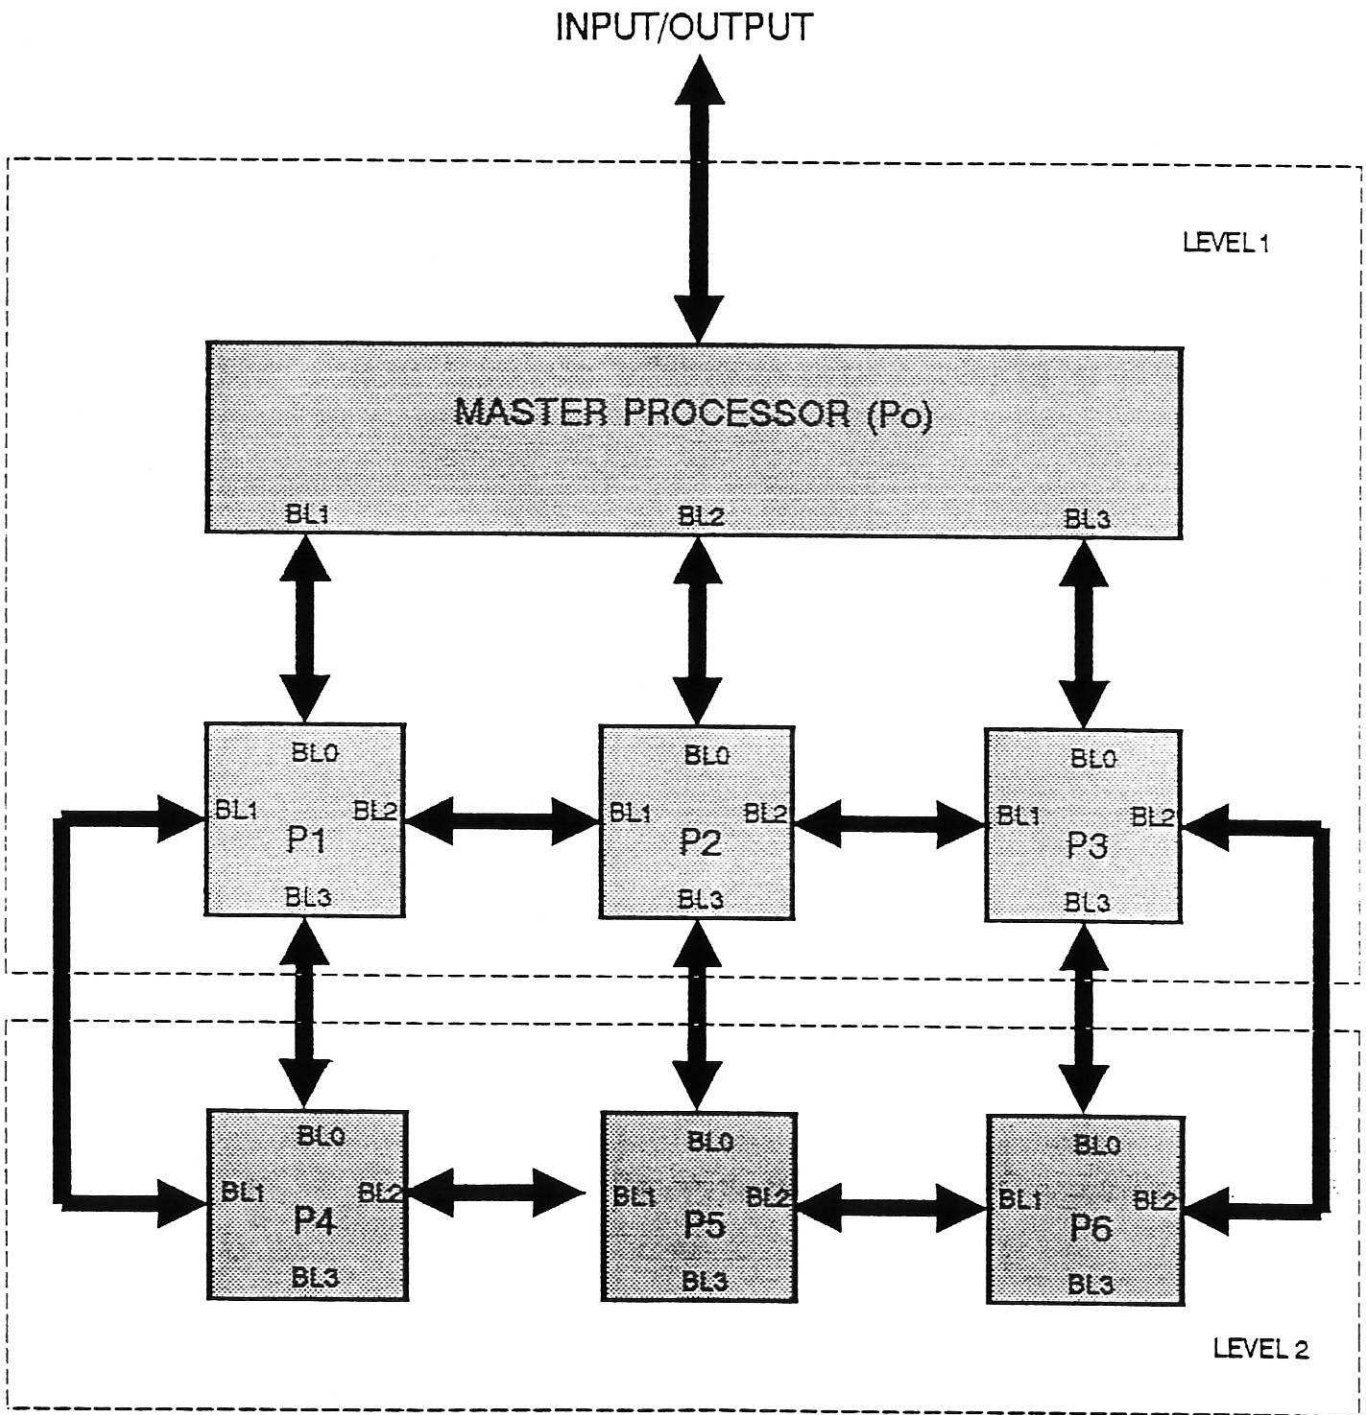 INPUT/OUTPUT
LEVEL 1
MASTER PROCESSOR (Po)
BL1 BL2 BL3
BL0 BL0 BL0
BL1 BL2 BL1 BL2 BL1 BL2
P1 P2 P3
BL3 BL3 BL3
BL0 BL0 BL0
BL1 BL2 BL1 BL2 BL1 BL2
P4 P5 P6
BL3 BL3 BL3
LEVEL 2